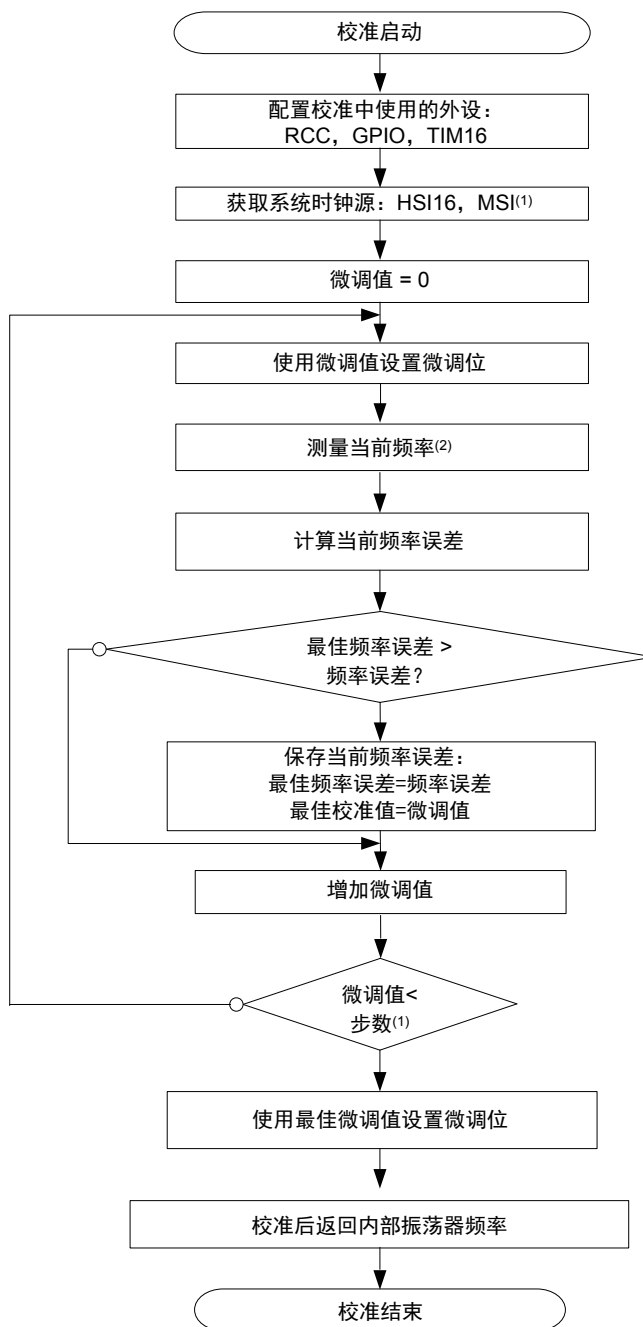 校准启动
配置校准中使用的外设：
RCC，GPIO，TIM16
获取系统时钟源：HSI16，MSI(1)
微调值 = 0
使用微调值设置微调位
测量当前频率(2)
计算当前频率误差
最佳频率误差 >
频率误差？
保存当前频率误差：
最佳频率误差=频率误差
最佳校准值=微调值
增加微调值
微调值<
步数(1)
使用最佳微调值设置微调位
校准后返回内部振荡器频率
校准结束